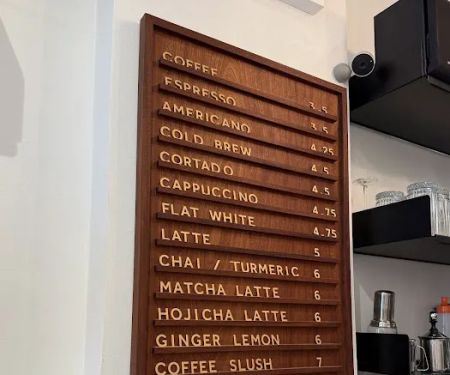 COFFEE 3.5
ESPRESSO 3.5
AMERICANO 4.25
COLD BREW 4.5
CORTADO 4.5
CAPPUCCINO 4.75
FLAT WHITE 4.75
LATTE 5
CHAI / TURMERIC 6
MATCHA LATTE 6
HOJICHA LATTE 6
GINGER LEMON 6
COFFEE SLUSH 7